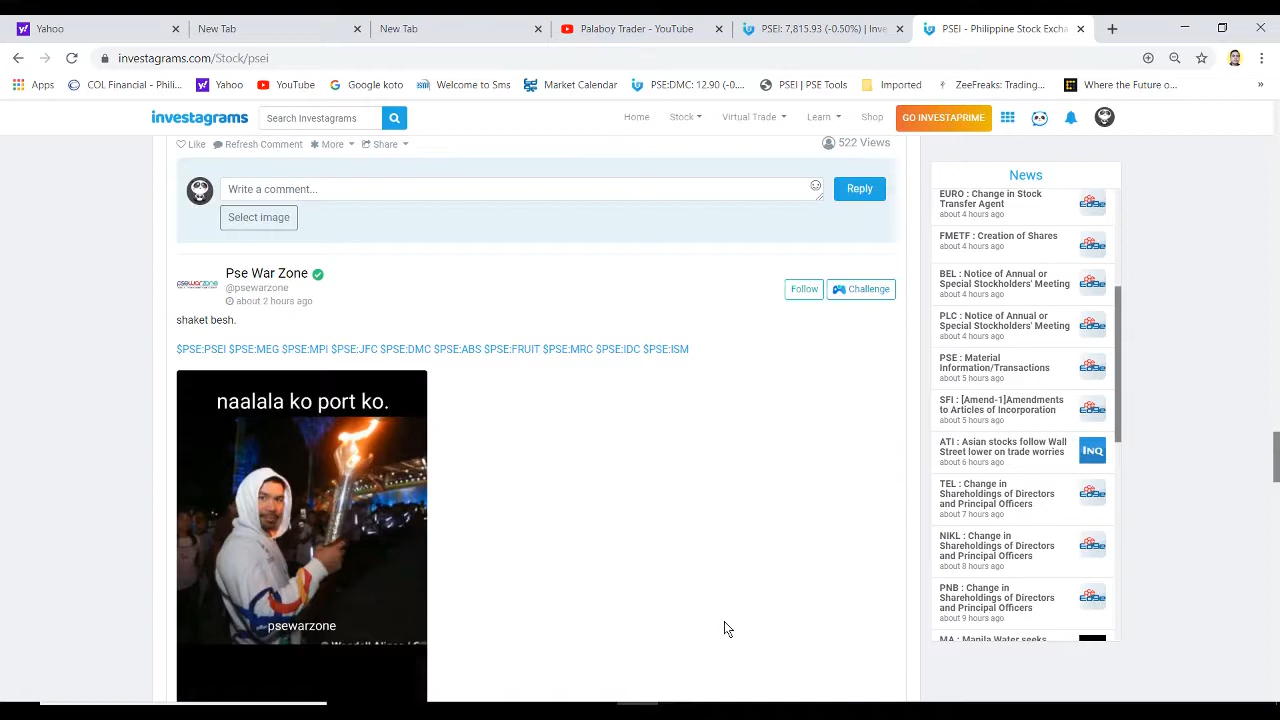 Yahoo
New Tab
New Tab
Palaboy Trader - YouTube
PSEI: 7,815.93 (-0.50%) | Inve
PSEI - Philippine Stock Excha
investagrams.com/Stock/psei
Apps
COL Financial - Phili...
Yahoo
YouTube
Google koto
Welcome to Sms
Market Calendar
PSE:DMC: 12.90 (-0....
PSEI | PSE Tools
Imported
ZeeFreaks: Trading...
Where the Future o...
»
investagrams
Search Investagrams
Home
Stock
Virtual Trade
Learn
Shop
GO INVESTAPRIME
Like
Refresh Comment
More
Share
522 Views
Write a comment...
Reply
Select image
psewarzone
Pse War Zone
@psewarzone
about 2 hours ago
Follow
Challenge
shaket besh.
$PSE:PSEI $PSE:MEG $PSE:MPI $PSE:JFC $PSE:DMC $PSE:ABS $PSE:FRUIT $PSE:MRC $PSE:IDC $PSE:ISM
naalala ko port ko.
psewarzone
News
EURO : Change in Stock
Transfer Agent
about 4 hours ago
FMETF : Creation of Shares
about 4 hours ago
BEL : Notice of Annual or
Special Stockholders' Meeting
about 4 hours ago
PLC : Notice of Annual or
Special Stockholders' Meeting
about 4 hours ago
PSE : Material
Information/Transactions
about 5 hours ago
SFI : [Amend-1]Amendments
to Articles of Incorporation
about 5 hours ago
ATI : Asian stocks follow Wall
Street lower on trade worries
about 6 hours ago
INQ
TEL : Change in
Shareholdings of Directors
and Principal Officers
about 7 hours ago
NIKL : Change in
Shareholdings of Directors
and Principal Officers
about 8 hours ago
PNB : Change in
Shareholdings of Directors
and Principal Officers
about 9 hours ago
MA : Manila Water seeks